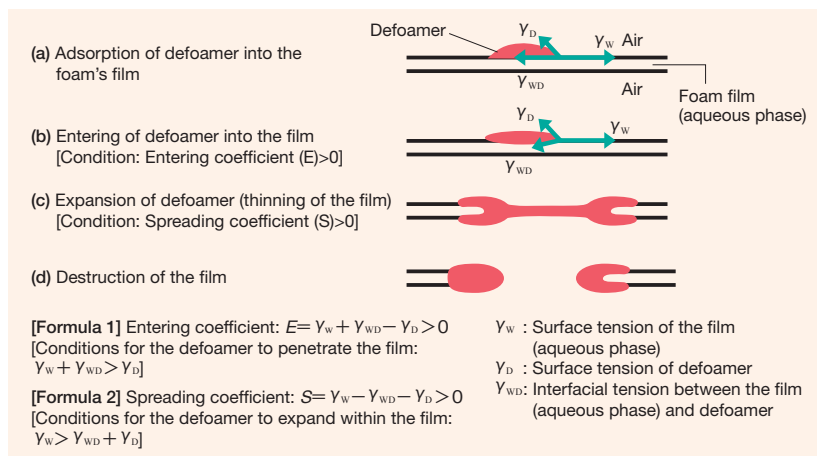 Defoamer
γD
γW Air
(a) Adsorption of defoamer into the
foam's film
γWD
Air
Foam film
(aqueous phase)
(b) Entering of defoamer into the film
[Condition: Entering coefficient (E)>0]
γD
γW
γWD
(c) Expansion of defoamer (thinning of the film)
[Condition: Spreading coefficient (S)>0]
(d) Destruction of the film
[Formula 1] Entering coefficient: E=γW+γWD−γD>0
[Conditions for the defoamer to penetrate the film:
γW+γWD>γD]
[Formula 2] Spreading coefficient: S=γW−γWD−γD>0
[Conditions for the defoamer to expand within the film:
γW>γWD+γD]
γW : Surface tension of the film
(aqueous phase)
γD : Surface tension of defoamer
γWD: Interfacial tension between the film
(aqueous phase) and defoamer